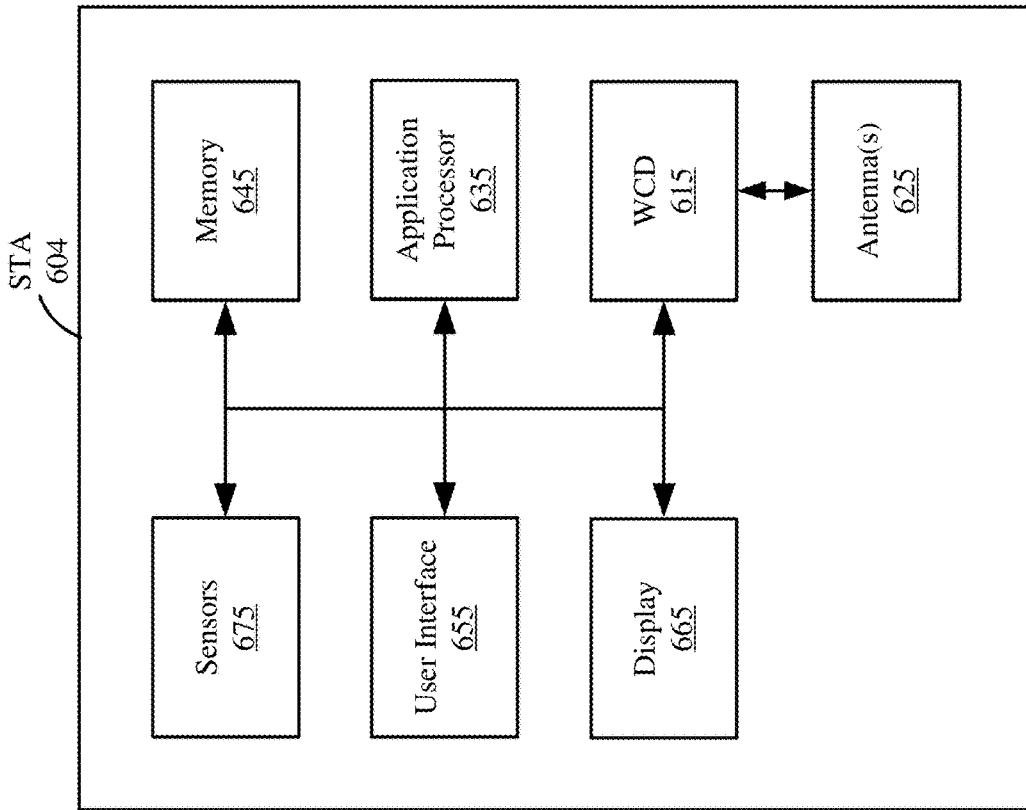 STA
604
Sensors
675
Memory
645
User Interface
655
Application
Processor
635
Display
665
WCD
615
Antenna(s)
625